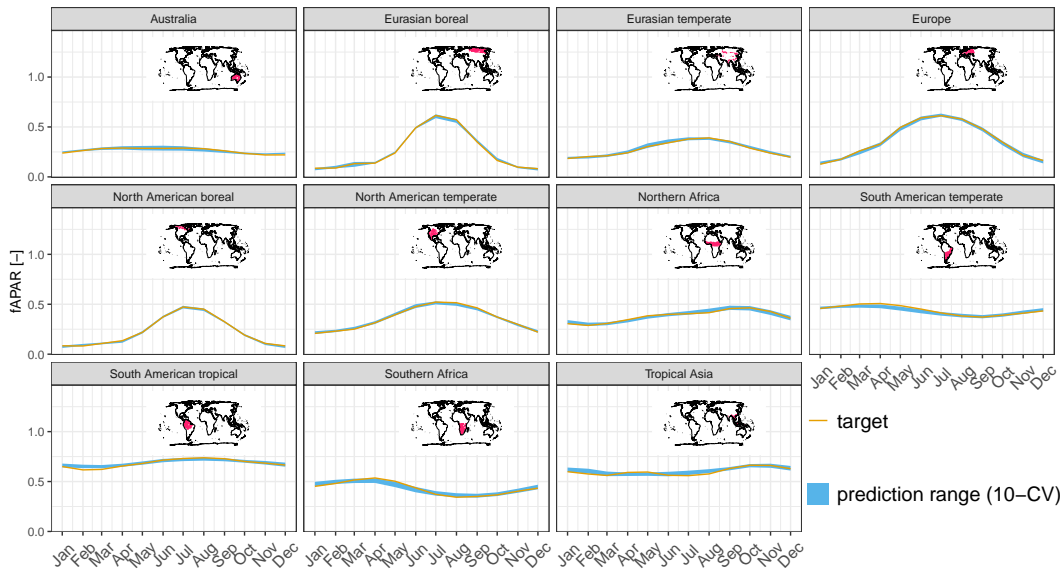 Australia
Eurasian boreal
Eurasian temperate
Europe
1.0
0.5
0.0
North American boreal
North American temperate
Northern Africa
South American temperate
fAPAR [−]
1.0
0.5
0.0
Jan Feb Mar Apr May Jun Jul Aug Sep Oct Nov Dec
South American tropical
Southern Africa
Tropical Asia
1.0
0.5
0.0
target
prediction range (10−CV)
Jan Feb Mar Apr May Jun Jul Aug Sep Oct Nov Dec
Jan Feb Mar Apr May Jun Jul Aug Sep Oct Nov Dec
Jan Feb Mar Apr May Jun Jul Aug Sep Oct Nov Dec